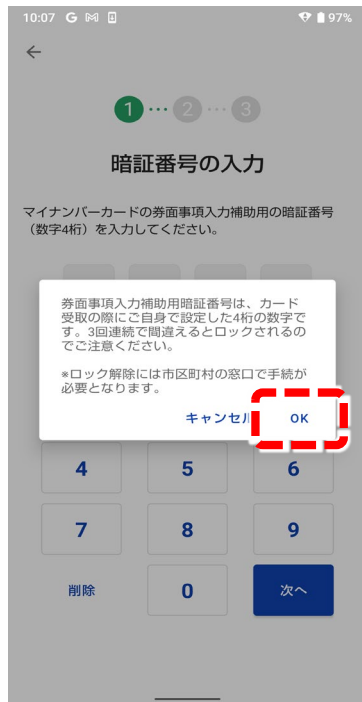 10:07 G 97%
1 2 3
暗証番号の入力
マイナンバーカードの券面事項入力補助用の暗証番号
(数字4桁)を入力してください。
券面事項入力補助用暗証番号は、カード
受取の際にご自身で設定した4桁の数字で
す。3回連続で間違えるとロックされるの
でご注意ください。
*ロック解除には市区町村の窓口で手続が
必要となります。
キャンセル OK
4 5 6
7 8 9
削除 0 次へ